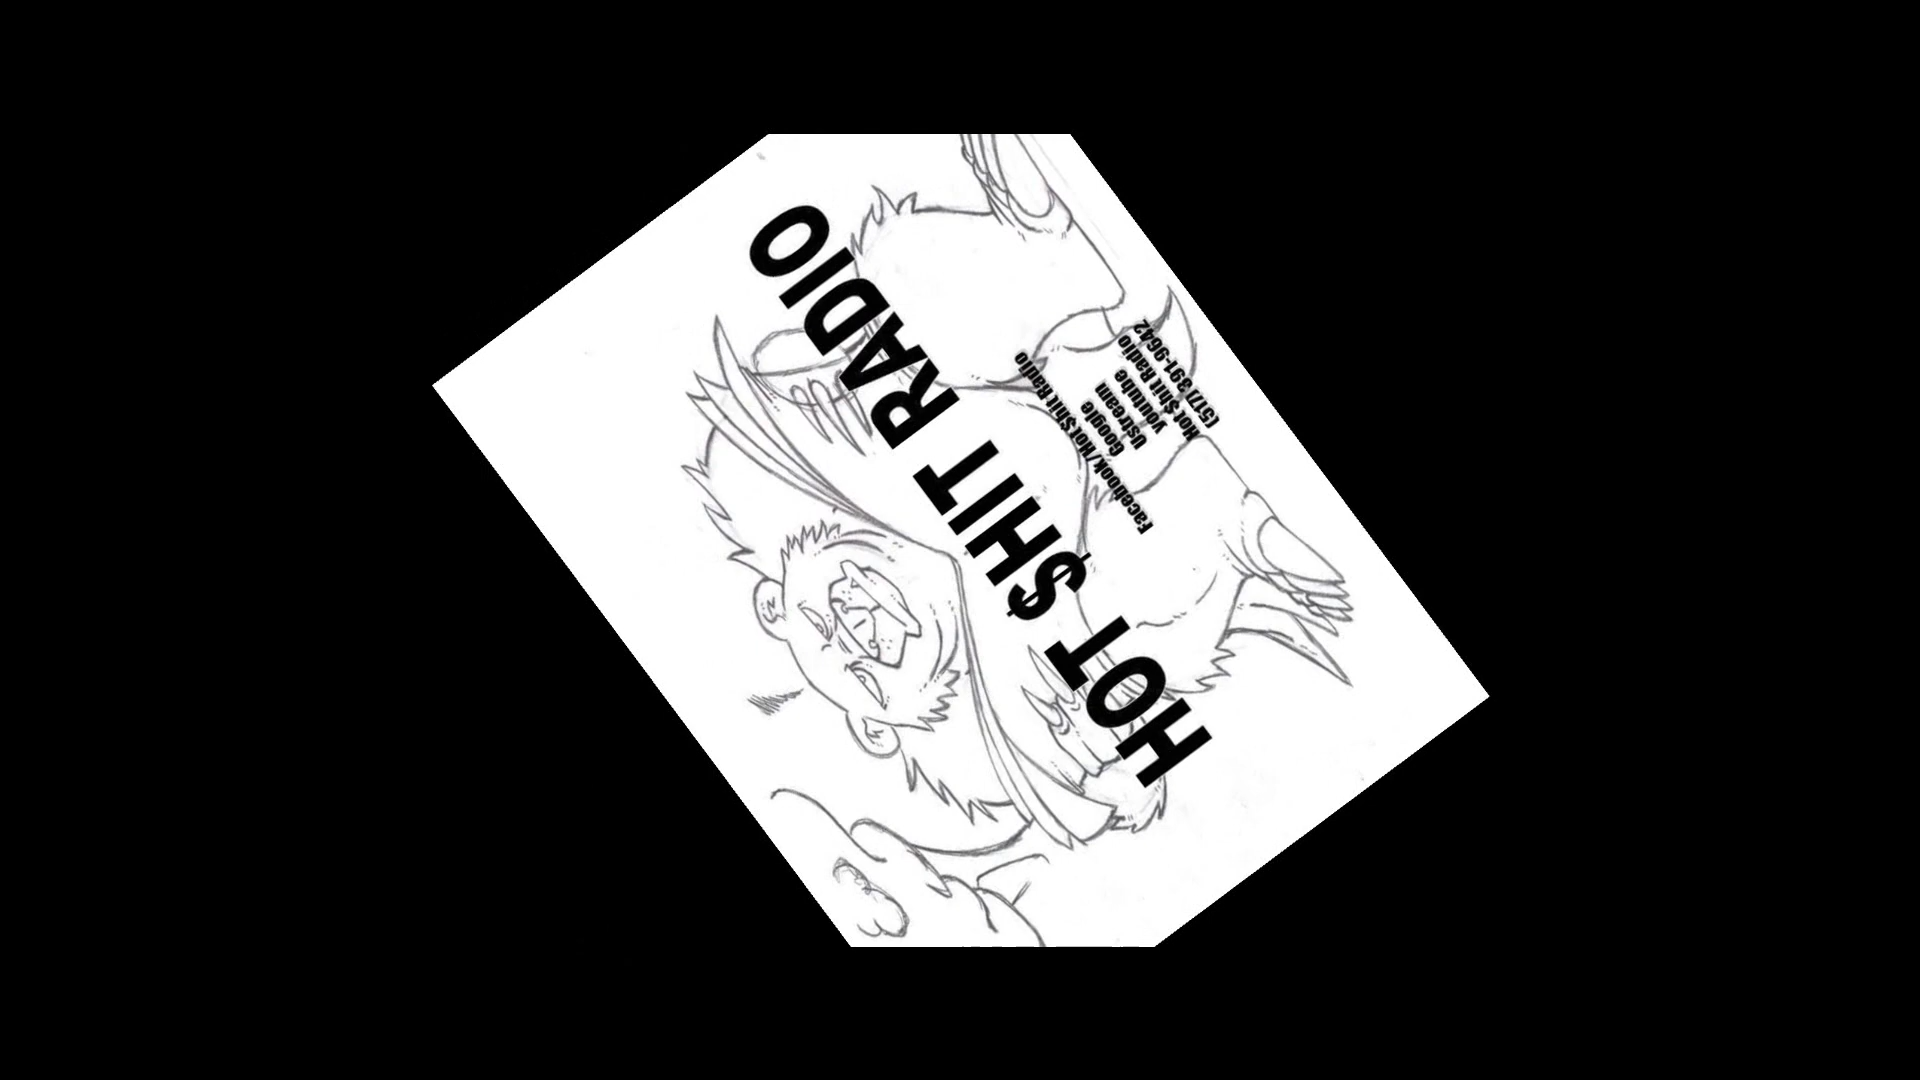 HOT $HIT RADIO
Facebook/Hot $hit Radio
Google
Ustream
Youtube
Hot $hit Radio
(517) 391-9642